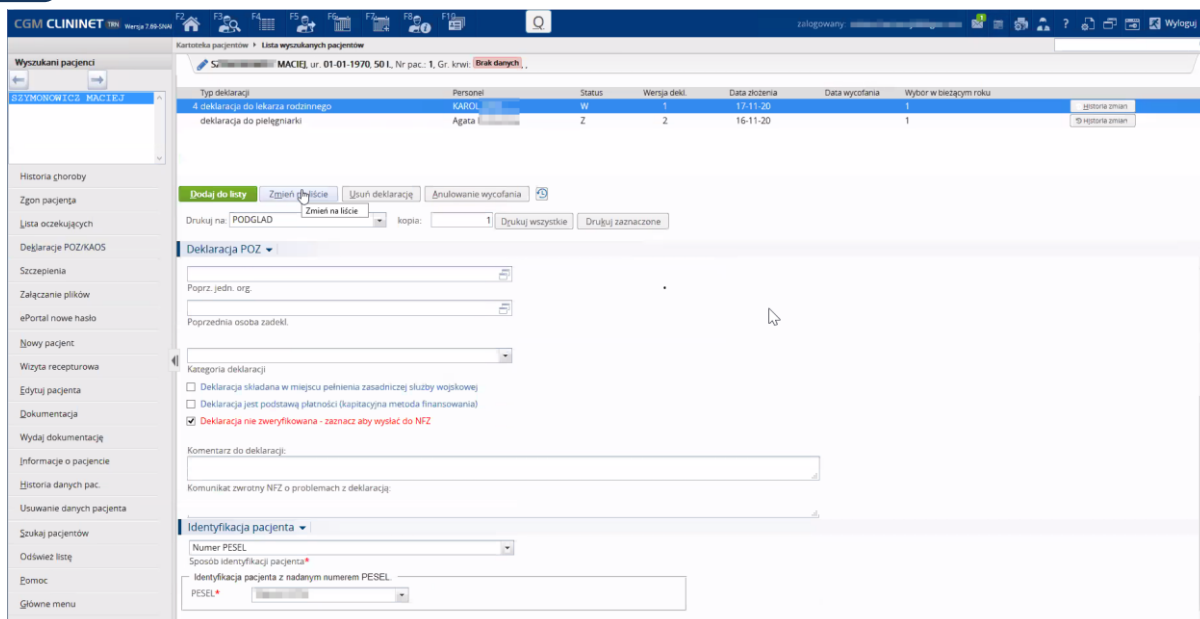 CGM CLININET TRN Wersja 7.69-SNAI F2 F3 F4 F5 F6 F7 F8 F10 Q zalogowany: ? Wyloguj
Kartoteka pacjentów Lista wyszukanych pacjentów
Wyszukani pacjenci
MACIEJ, ur. 01-01-1970, 50 l., Nr pac.: 1, Gr. krwi: Brak danych , ,
SZYMONOWICZ MACIEJ
Typ deklaracji Personel Status Wersja dekl. Data złożenia Data wycofania Wybor w bieżącym roku
4 deklaracja do lekarza rodzinnego KAROL W 1 17-11-20 1 Historia zmian
deklaracja do pielęgniarki Agata Z 2 16-11-20 1 Historia zmian
Historia choroby
Zgon pacjenta
Lista oczekujących
Deklaracje POZ/KAOS
Szczepienia
Załączanie plików
ePortal nowe hasło
Nowy pacjent
Wizyta recepturowa
Edytuj pacjenta
Dokumentacja
Wydaj dokumentację
Informacje o pacjencie
Historia danych pac.
Usuwanie danych pacjenta
Szukaj pacjentów
Odśwież listę
Pomoc
Główne menu
Dodaj do listy Zmień na liście Usuń deklarację Anulowanie wycofania
Zmień na liście
Drukuj na: PODGLAD kopia: 1 Drukuj wszystkie Drukuj zaznaczone
Deklaracja POZ
Poprz. jedn. org.
Poprzednia osoba zadekl.
Kategoria deklaracji
Deklaracja składana w miejscu pełnienia zasadniczej służby wojskowej
Deklaracja jest podstawą płatności (kapitacyjna metoda finansowania)
Deklaracja nie zweryfikowana - zaznacz aby wysłać do NFZ
Komentarz do deklaracji:
Komunikat zwrotny NFZ o problemach z deklaracją:
Identyfikacja pacjenta
Numer PESEL
Sposób identyfikacji pacjenta*
Identyfikacja pacjenta z nadanym numerem PESEL.
PESEL*